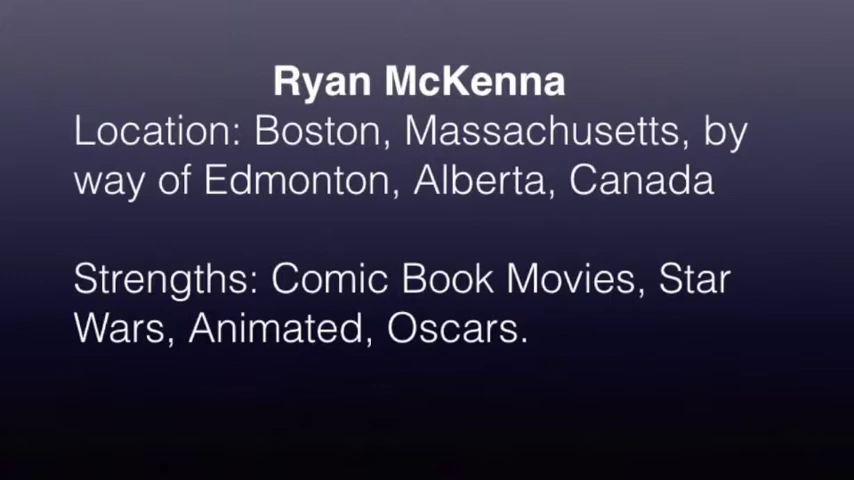 Ryan McKenna
Location: Boston, Massachusetts, by
way of Edmonton, Alberta, Canada
Strengths: Comic Book Movies, Star
Wars, Animated, Oscars.